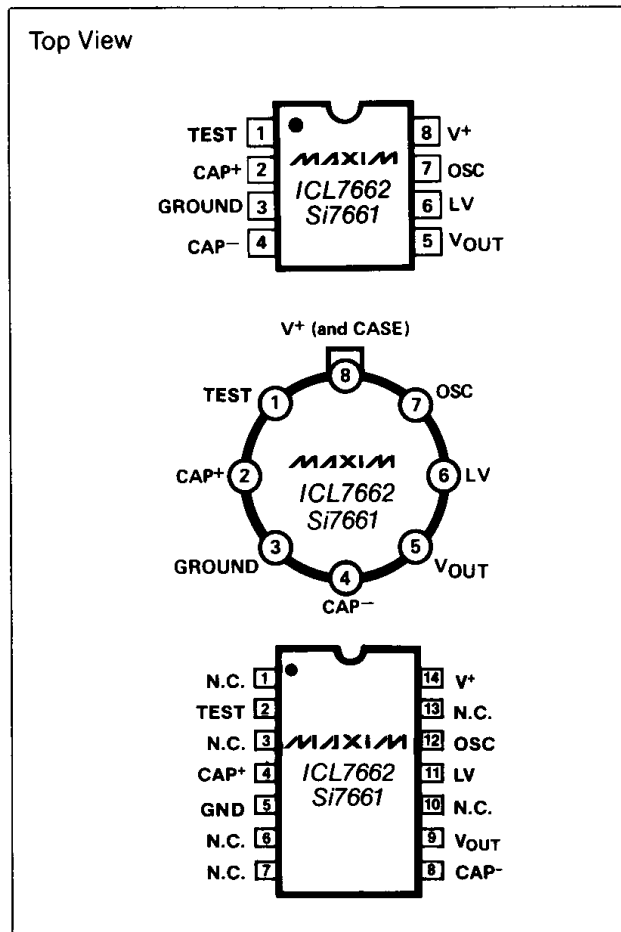 Top View
TEST 1 8 V+
CAP+ 2 7 OSC
GROUND 3 6 LV
CAP− 4 5 VOUT
MAXIM
ICL7662
Si7661
V+ (and CASE)
8
TEST 1 7 OSC
CAP+ 2 6 LV
GROUND 3 5 VOUT
4
CAP−
MAXIM
ICL7662
Si7661
N.C. 1 14 V+
TEST 2 13 N.C.
N.C. 3 12 OSC
CAP+ 4 11 LV
GND 5 10 N.C.
N.C. 6 9 VOUT
N.C. 7 8 CAP-
MAXIM
ICL7662
Si7661